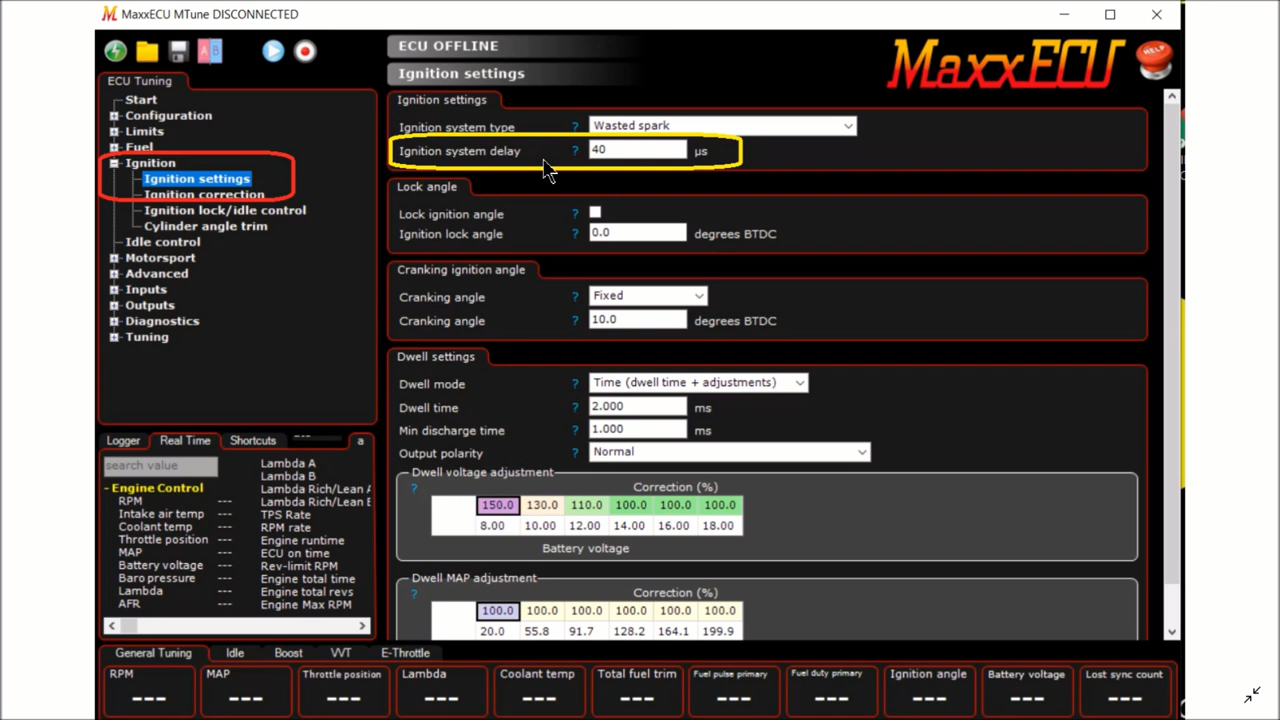 MaxxECU MTune DISCONNECTED
ECU OFFLINE
MaxxECU
HELP
A B
ECU Tuning
Ignition settings
Start
Configuration
Limits
Fuel
Ignition
Ignition settings
Ignition correction
Ignition lock/idle control
Cylinder angle trim
Idle control
Motorsport
Advanced
Inputs
Outputs
Diagnostics
Tuning
Ignition settings
Ignition system type ? Wasted spark
Ignition system delay ? 40 µs
Lock angle
Lock ignition angle ?
Ignition lock angle ? 0.0 degrees BTDC
Cranking ignition angle
Cranking angle ? Fixed
Cranking angle ? 10.0 degrees BTDC
Dwell settings
Dwell mode ? Time (dwell time + adjustments)
Dwell time ? 2.000 ms
Min discharge time ? 1.000 ms
Output polarity ? Normal
Dwell voltage adjustment
? Correction (%)
150.0 130.0 110.0 100.0 100.0 100.0
8.00 10.00 12.00 14.00 16.00 18.00
Battery voltage
Dwell MAP adjustment
? Correction (%)
100.0 100.0 100.0 100.0 100.0 100.0
20.0 55.8 91.7 128.2 164.1 199.9
Logger Real Time Shortcuts a
search value
Engine Control
RPM ---
Intake air temp ---
Coolant temp ---
Throttle position ---
MAP ---
Battery voltage ---
Baro pressure ---
Lambda ---
AFR ---
Lambda A
Lambda B
Lambda Rich/Lean A
Lambda Rich/Lean
TPS Rate
RPM rate
Engine runtime
ECU on time
Rev-limit RPM
Engine total time
Engine total revs
Engine Max RPM
General Tuning Idle Boost VVT E-Throttle
RPM MAP Throttle position Lambda Coolant temp Total fuel trim Fuel pulse primary Fuel duty primary Ignition angle Battery voltage Lost sync count
--- --- --- --- --- --- --- --- --- --- ---